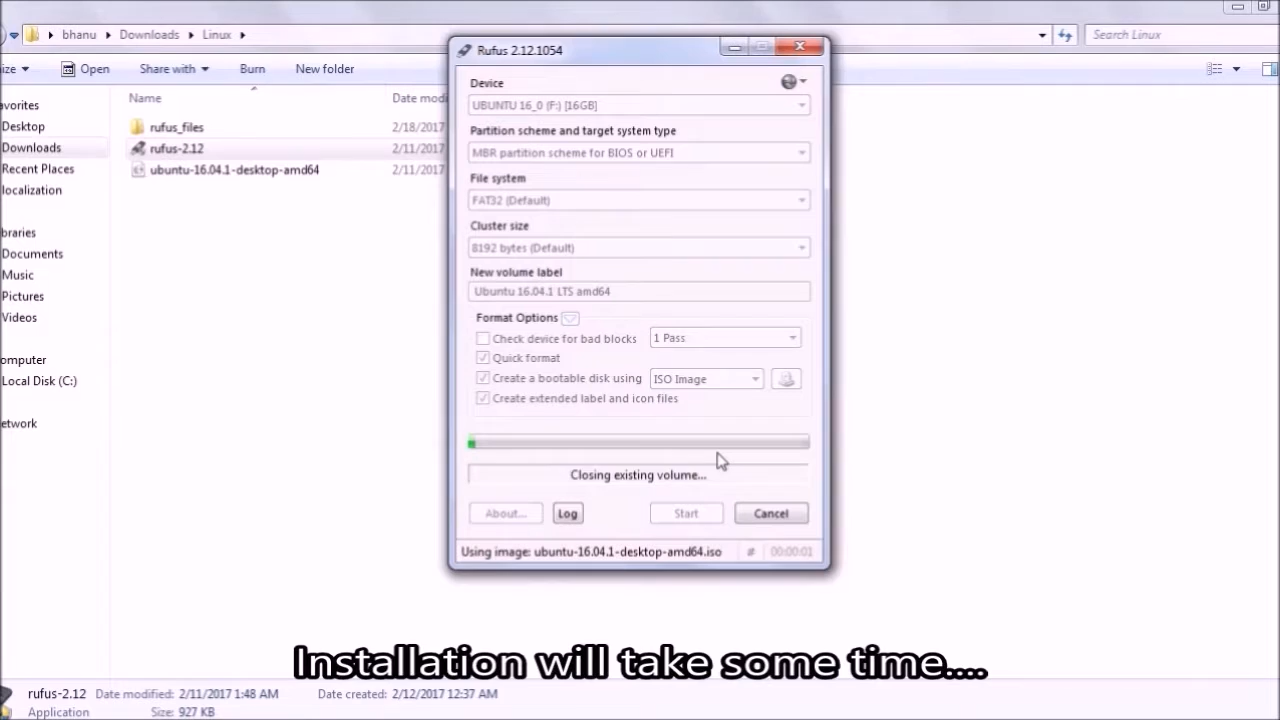 bhanu ▸ Downloads ▸ Linux ▸
Search Linux
ize ▾ Open Share with ▾ Burn New folder
avorites
Desktop
Downloads
Recent Places
localization
braries
Documents
Music
Pictures
Videos
omputer
Local Disk (C:)
etwork
Name Date modi
rufus_files 2/18/2017
rufus-2.12 2/11/2017
ubuntu-16.04.1-desktop-amd64 2/11/2017
Rufus 2.12.1054
Device
UBUNTU 16_0 (F:) [16GB]
Partition scheme and target system type
MBR partition scheme for BIOS or UEFI
File system
FAT32 (Default)
Cluster size
8192 bytes (Default)
New volume label
Ubuntu 16.04.1 LTS amd64
Format Options
Check device for bad blocks 1 Pass
Quick format
Create a bootable disk using ISO Image
Create extended label and icon files
Closing existing volume...
About... Log Start Cancel
Using image: ubuntu-16.04.1-desktop-amd64.iso # 00:00:01
Installation will take some time....
rufus-2.12 Date modified: 2/11/2017 1:48 AM Date created: 2/12/2017 12:37 AM
Application Size: 927 KB